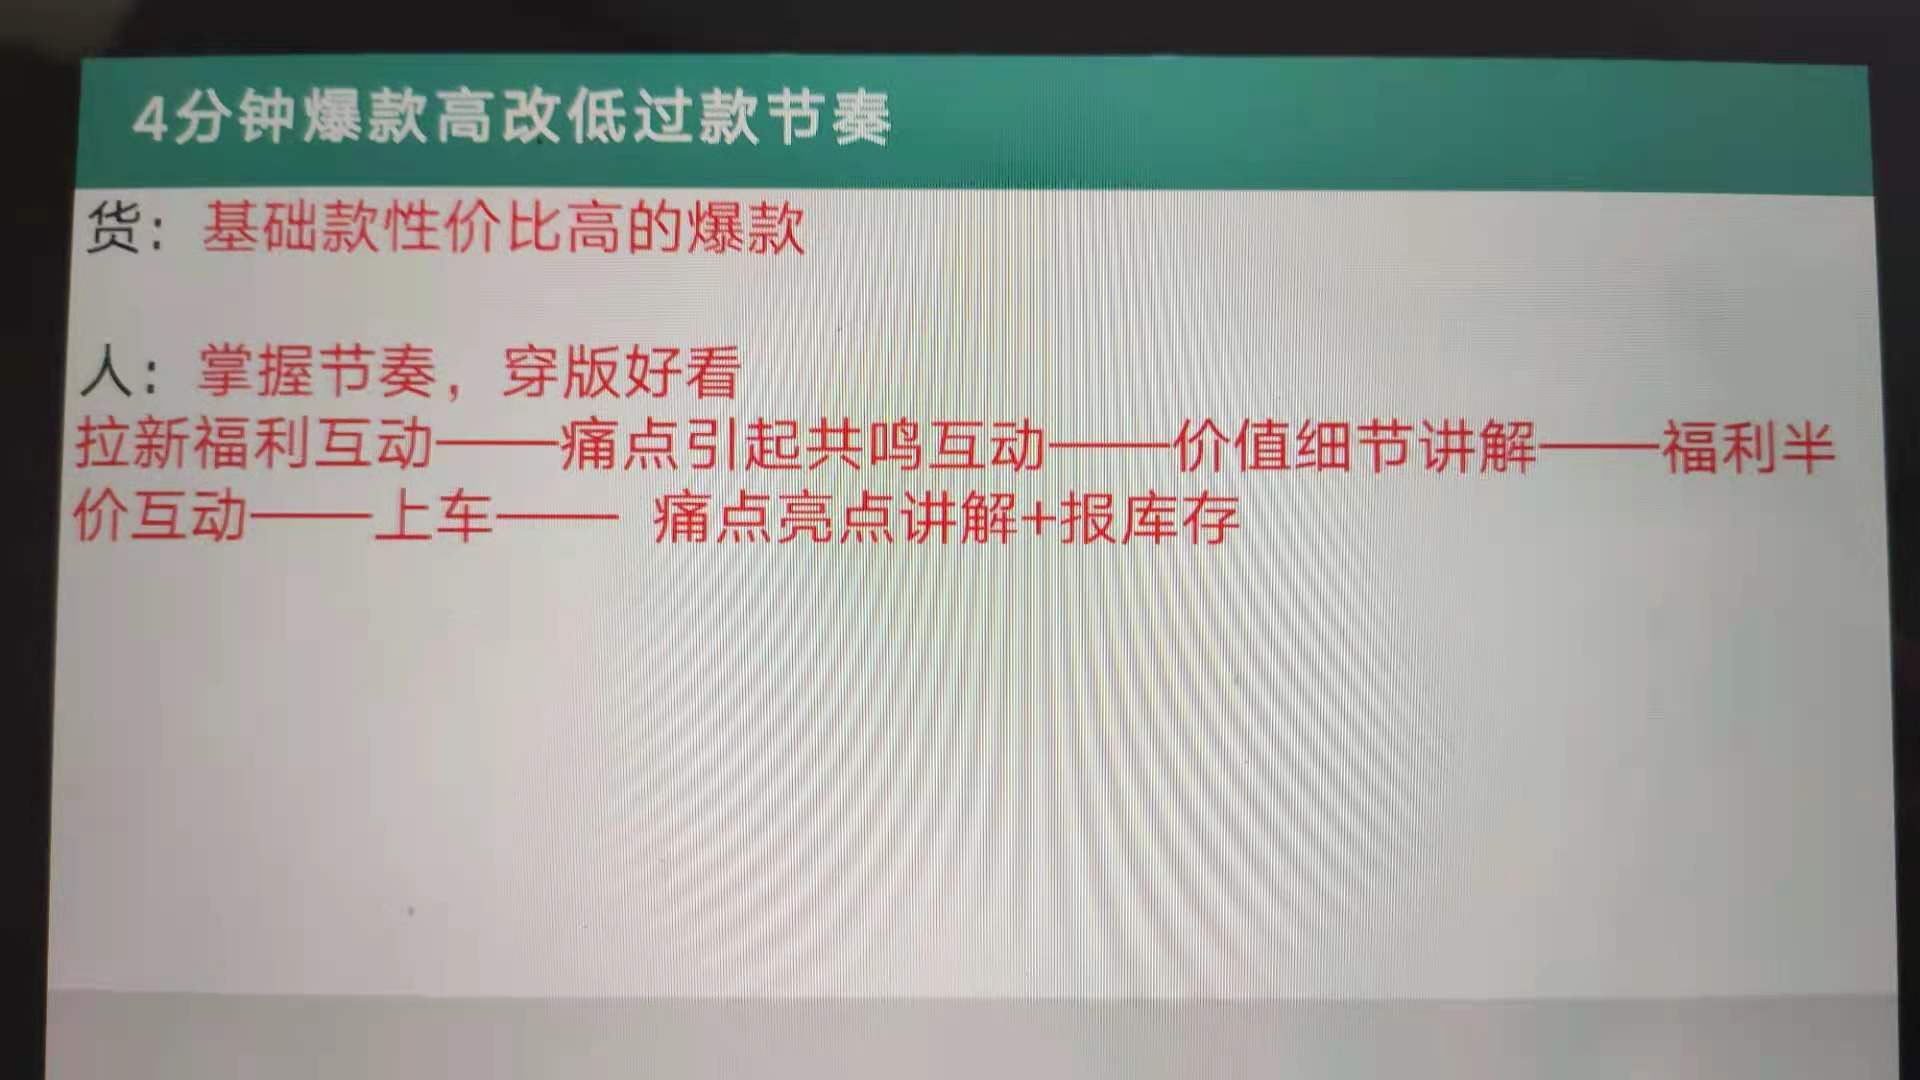 4分钟爆款高改低过款节奏
货：基础款性价比高的爆款
人：掌握节奏，穿版好看
拉新福利互动——痛点引起共鸣互动——价值细节讲解——福利半
价互动——上车—— 痛点亮点讲解+报库存